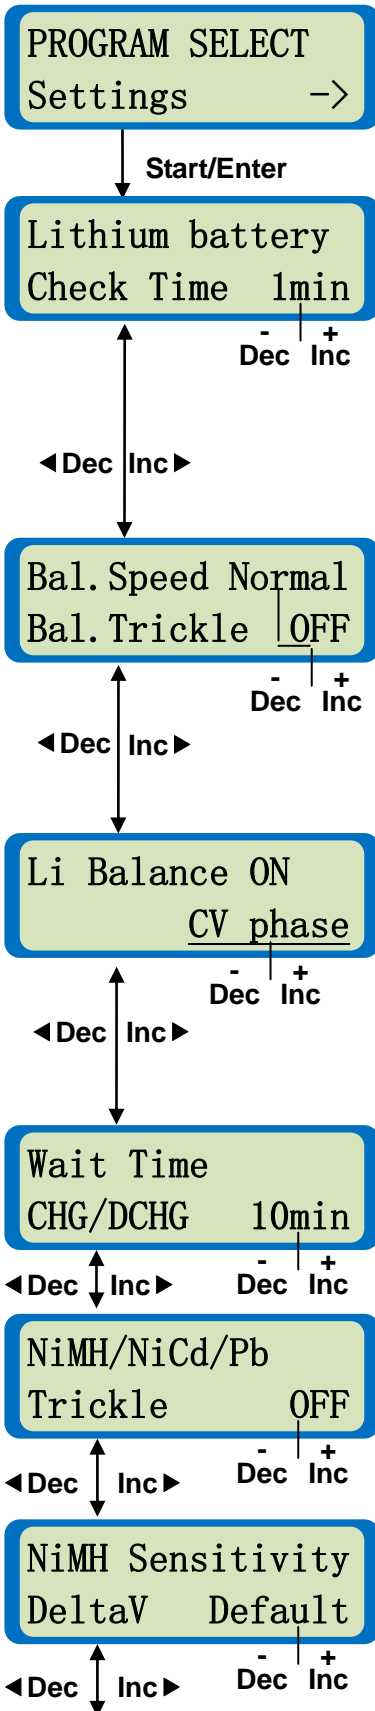 PROGRAM SELECT
Settings ->
Start/Enter
Lithium battery
Check Time 1min
- +
Dec Inc
◀Dec Inc▶
Bal.Speed Normal
Bal.Trickle OFF
- +
Dec Inc
◀Dec Inc▶
Li Balance ON
CV phase
- +
Dec Inc
◀Dec Inc▶
Wait Time
CHG/DCHG 10min
- +
Dec Inc
◀Dec Inc▶
NiMH/NiCd/Pb
Trickle OFF
- +
Dec Inc
◀Dec Inc▶
NiMH Sensitivity
DeltaV Default
- +
Dec Inc
◀Dec Inc▶